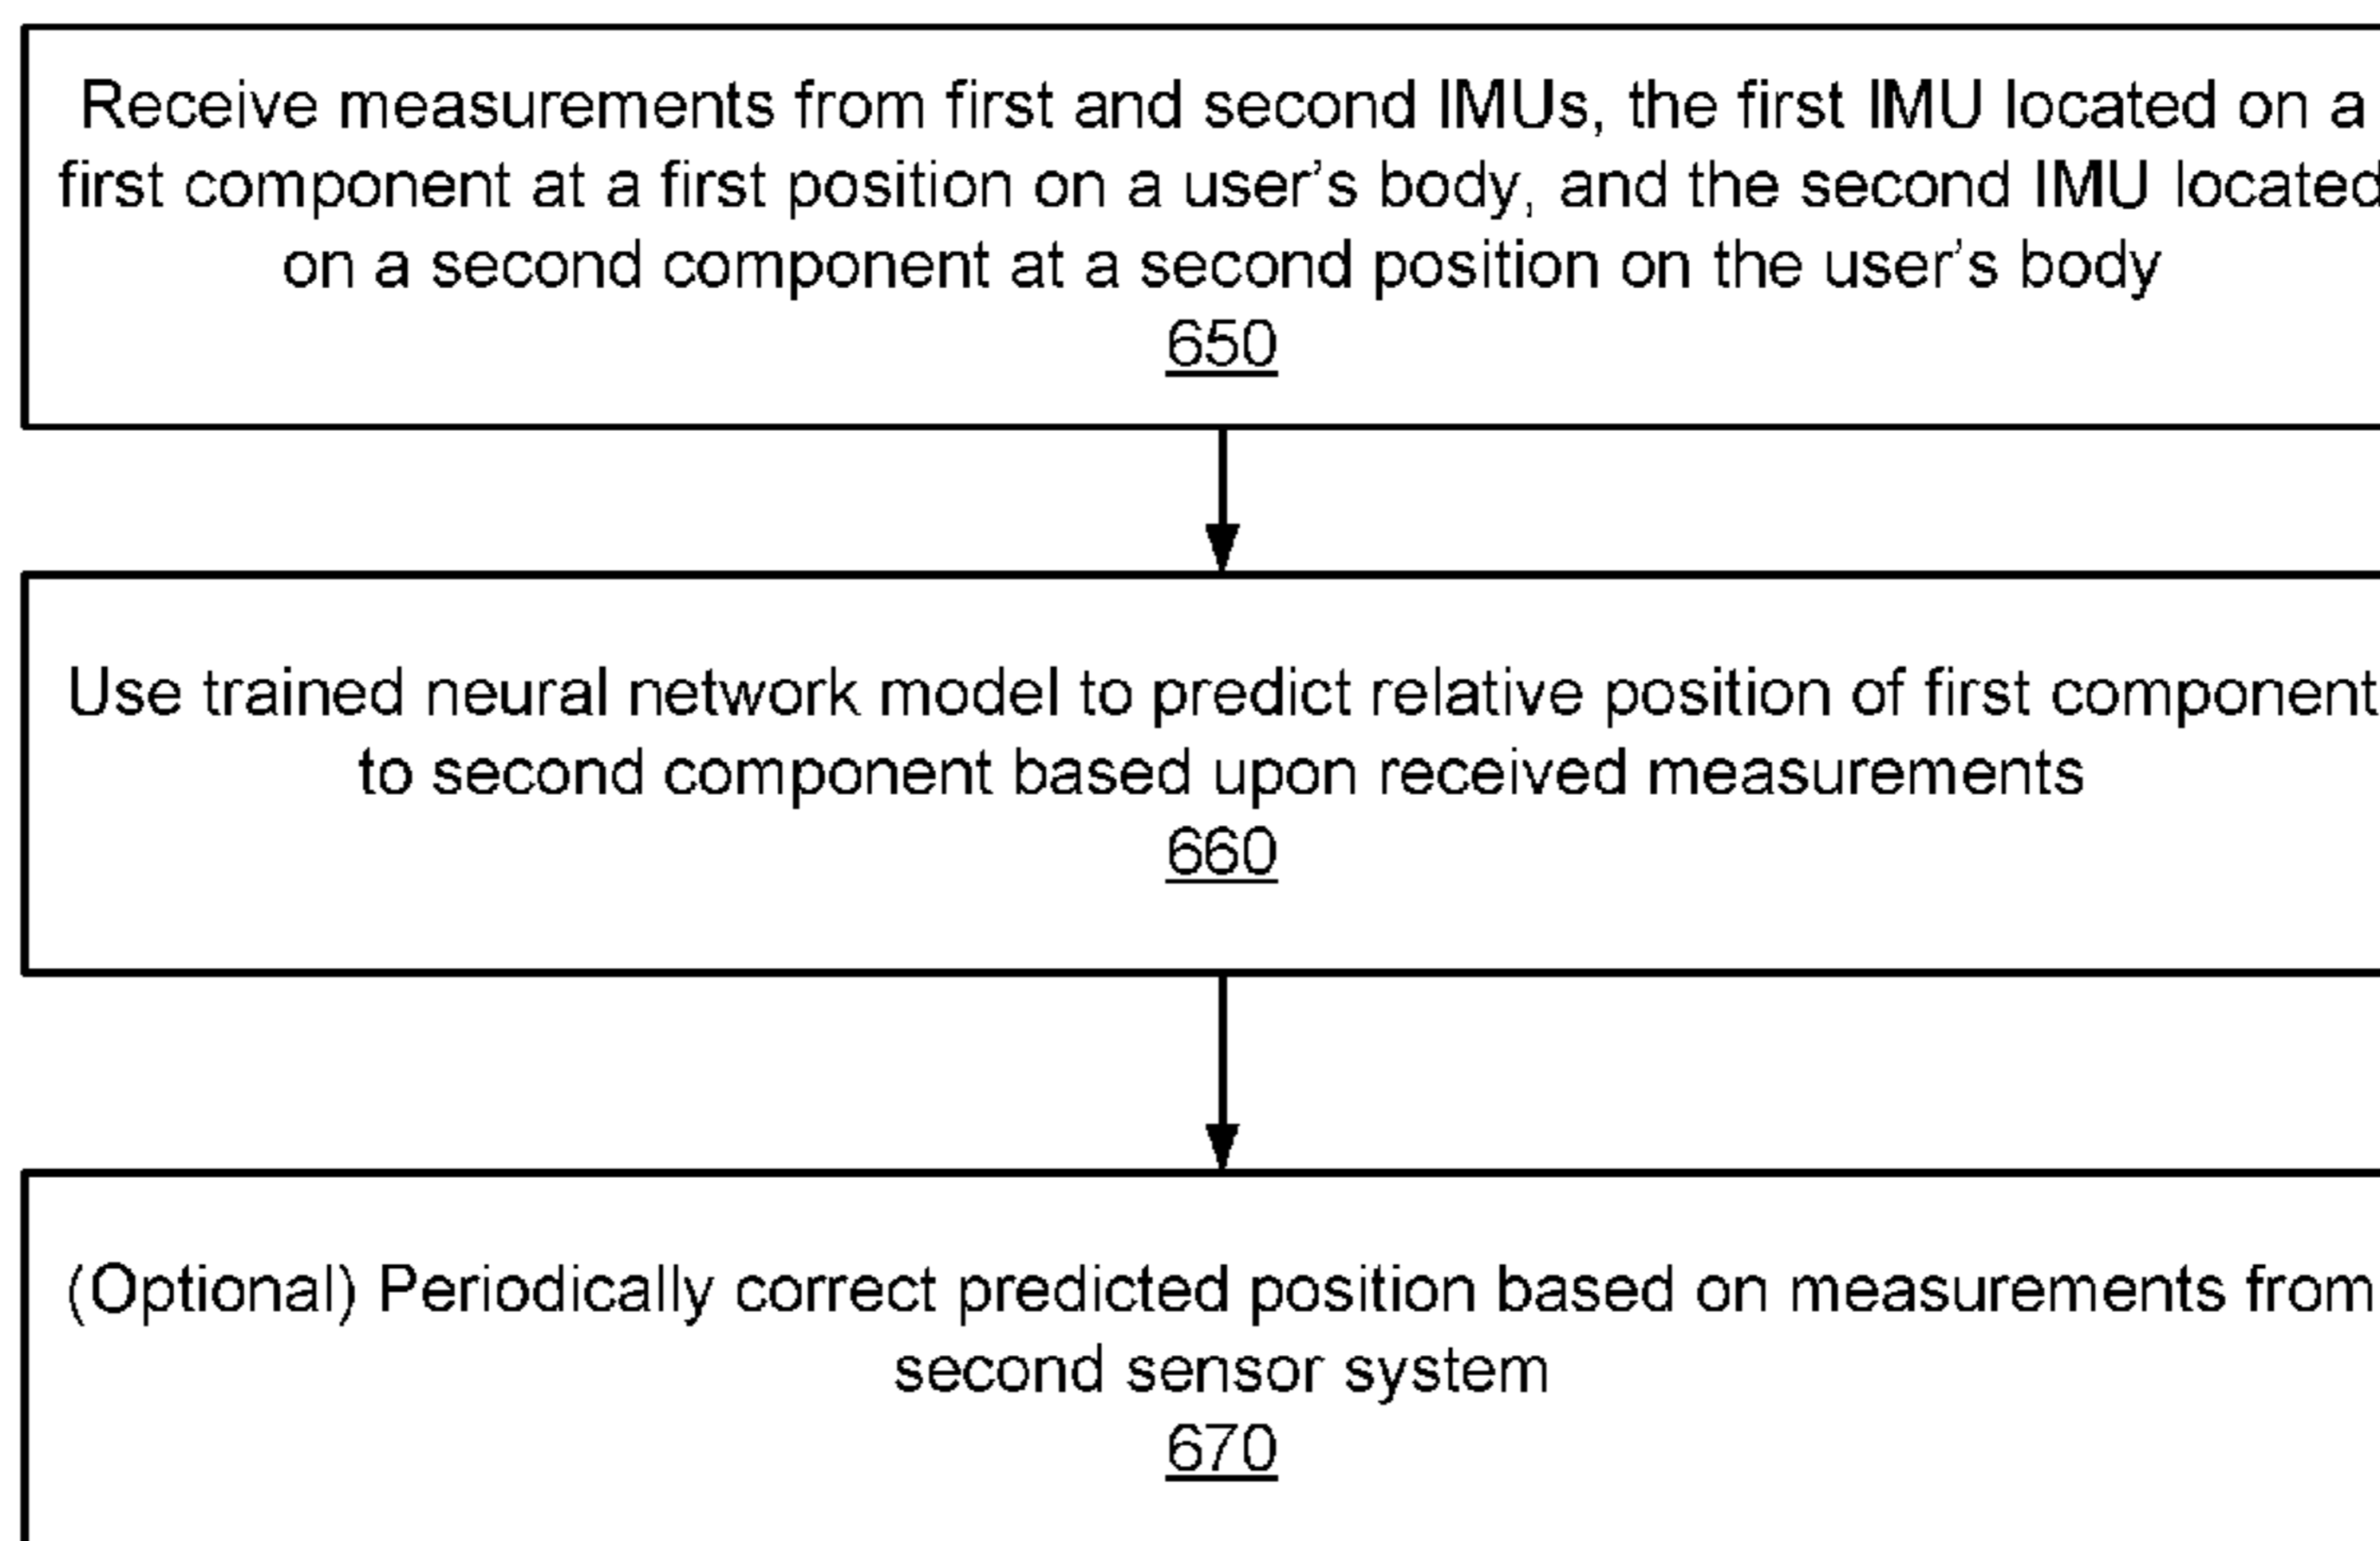 Receive measurements from first and second IMUs, the first IMU located on a
first component at a first position on a user’s body, and the second IMU located
on a second component at a second position on the user’s body
650
Use trained neural network model to predict relative position of first component
to second component based upon received measurements
660
(Optional) Periodically correct predicted position based on measurements from
second sensor system
670